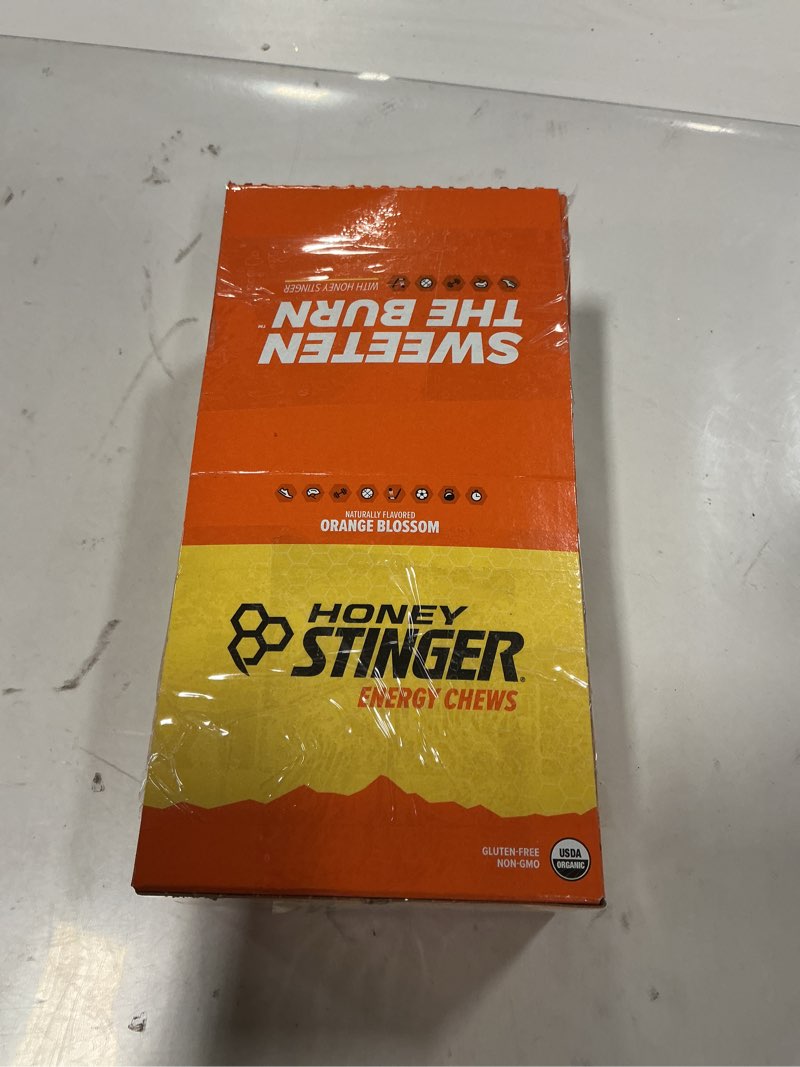 WITH HONEY STINGER
SWEETEN
THE BURN™
NATURALLY FLAVORED
ORANGE BLOSSOM
HONEY
STINGER®
ENERGY CHEWS
GLUTEN-FREE
NON-GMO
USDA
ORGANIC